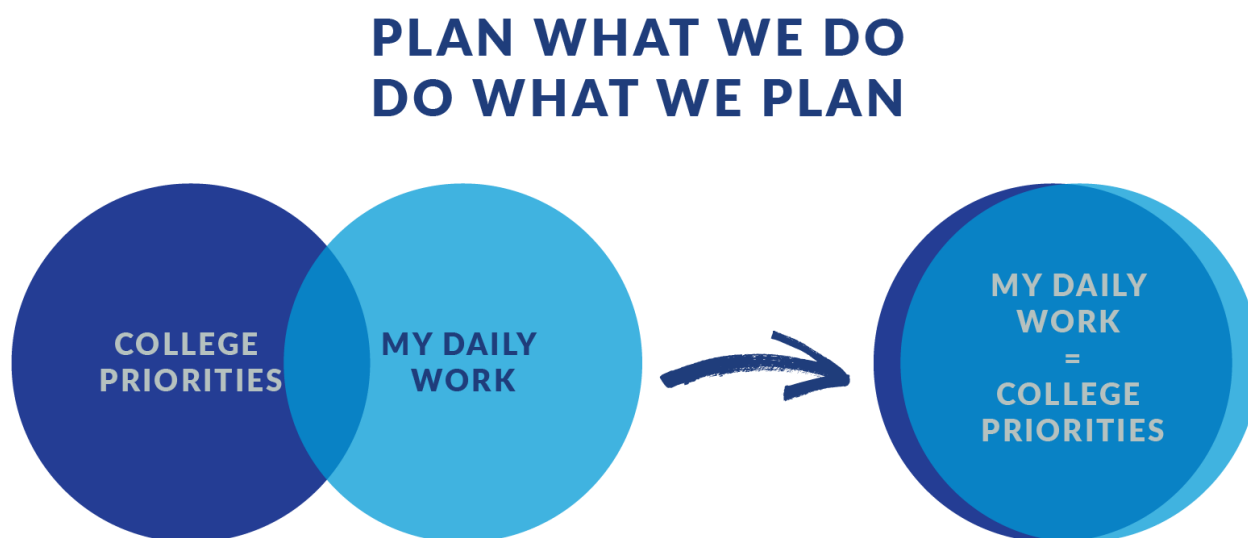 PLAN WHAT WE DO
DO WHAT WE PLAN
COLLEGE
PRIORITIES
MY DAILY
WORK
MY DAILY
WORK
=
COLLEGE
PRIORITIES